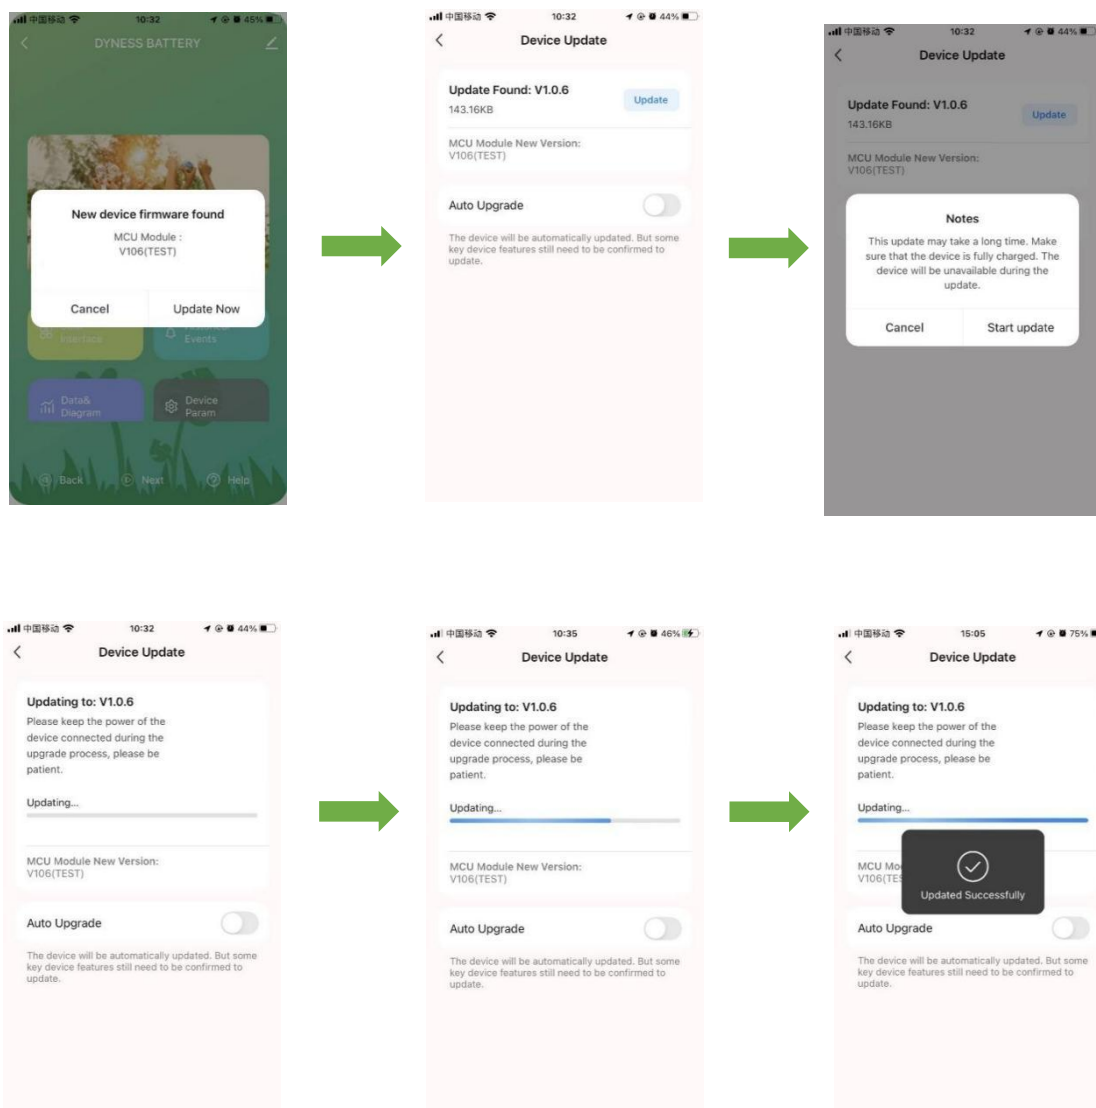 中国移动 10:32 45%
DYNESS BATTERY
New device firmware found
MCU Module :
V106(TEST)
Cancel Update Now
Interface
Events
Data&
Diagram
Device
Param
Back Next Help
中国移动 10:32 44%
Device Update
Update Found: V1.0.6
143.16KB
Update
MCU Module New Version:
V106(TEST)
Auto Upgrade
The device will be automatically updated. But some
key device features still need to be confirmed to
update.
中国移动 10:32 44%
Device Update
Update Found: V1.0.6
143.16KB
Update
MCU Module New Version:
V106(TEST)
Notes
This update may take a long time. Make
sure that the device is fully charged. The
device will be unavailable during the
update.
Cancel Start update
中国移动 10:32 44%
Device Update
Updating to: V1.0.6
Please keep the power of the
device connected during the
upgrade process, please be
patient.
Updating...
MCU Module New Version:
V106(TEST)
Auto Upgrade
The device will be automatically updated. But some
key device features still need to be confirmed to
update.
中国移动 10:35 46%
Device Update
Updating to: V1.0.6
Please keep the power of the
device connected during the
upgrade process, please be
patient.
Updating...
MCU Module New Version:
V106(TEST)
Auto Upgrade
The device will be automatically updated. But some
key device features still need to be confirmed to
update.
中国移动 15:05 75%
Device Update
Updating to: V1.0.6
Please keep the power of the
device connected during the
upgrade process, please be
patient.
Updating...
MCU Mo
V106(TES
Updated Successfully
Auto Upgrade
The device will be automatically updated. But some
key device features still need to be confirmed to
update.